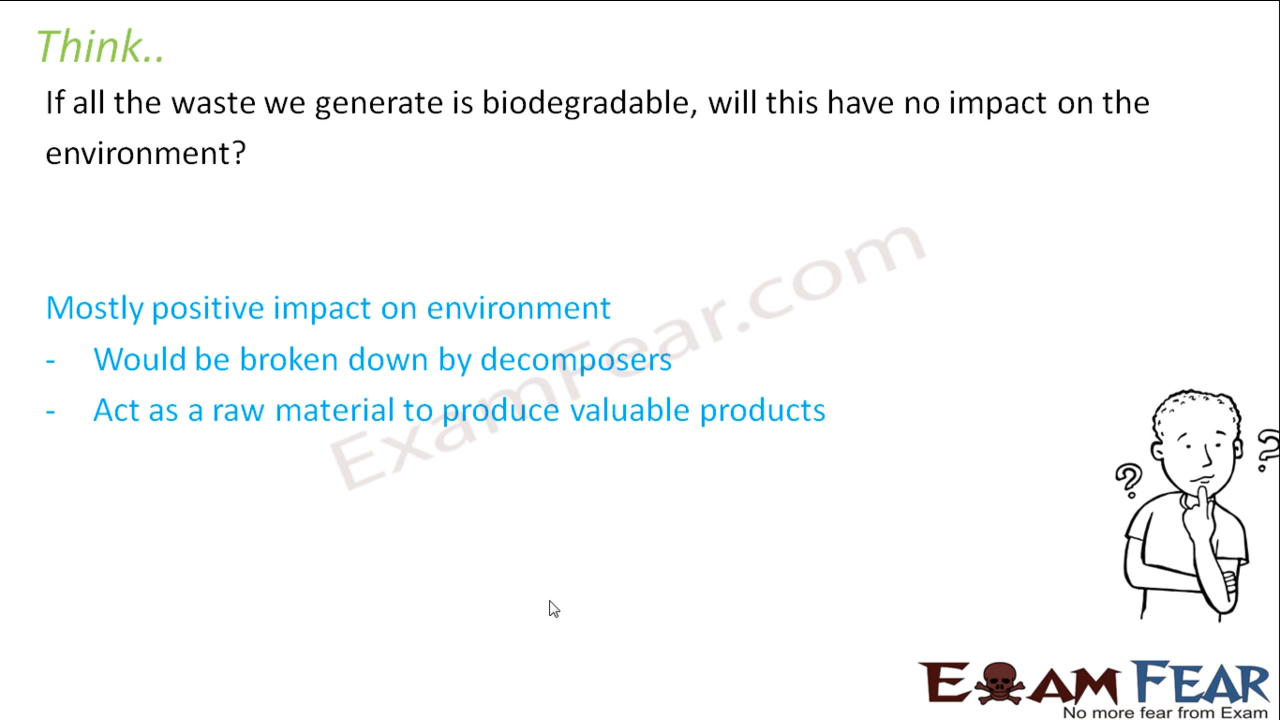 Think..
If all the waste we generate is biodegradable, will this have no impact on the
environment?
Mostly positive impact on environment
- Would be broken down by decomposers
- Act as a raw material to produce valuable products
ExamFear.com
? ?
EXAM FEAR
No more fear from Exam